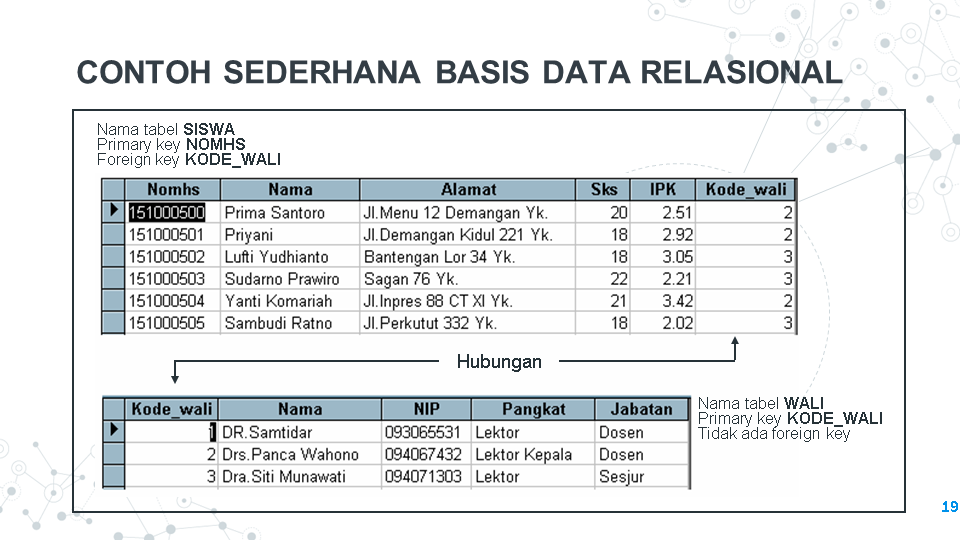 CONTOH SEDERHANA BASIS DATA RELASIONAL
Nama tabel SISWA
Primary key NOMHS
Foreign key KODE_WALI
Nomhs Nama Alamat Sks IPK Kode_wali
151000500 Prima Santoro Jl.Menu 12 Demangan Yk. 20 2.51 2
151000501 Priyani Jl.Demangan Kidul 221 Yk. 18 2.92 2
151000502 Lufti Yudhianto Bantengan Lor 34 Yk. 18 3.05 3
151000503 Sudarno Prawiro Sagan 76 Yk. 22 2.21 3
151000504 Yanti Komariah Jl.Inpres 88 CT XI Yk. 21 3.42 2
151000505 Sambudi Ratno Jl.Perkutut 332 Yk. 18 2.02 3
Hubungan
Kode_wali Nama NIP Pangkat Jabatan
1 DR.Samtidar 093065531 Lektor Dosen
2 Drs.Panca Wahono 094067432 Lektor Kepala Dosen
3 Dra.Siti Munawati 094071303 Lektor Sesjur
Nama tabel WALI
Primary key KODE_WALI
Tidak ada foreign key
19